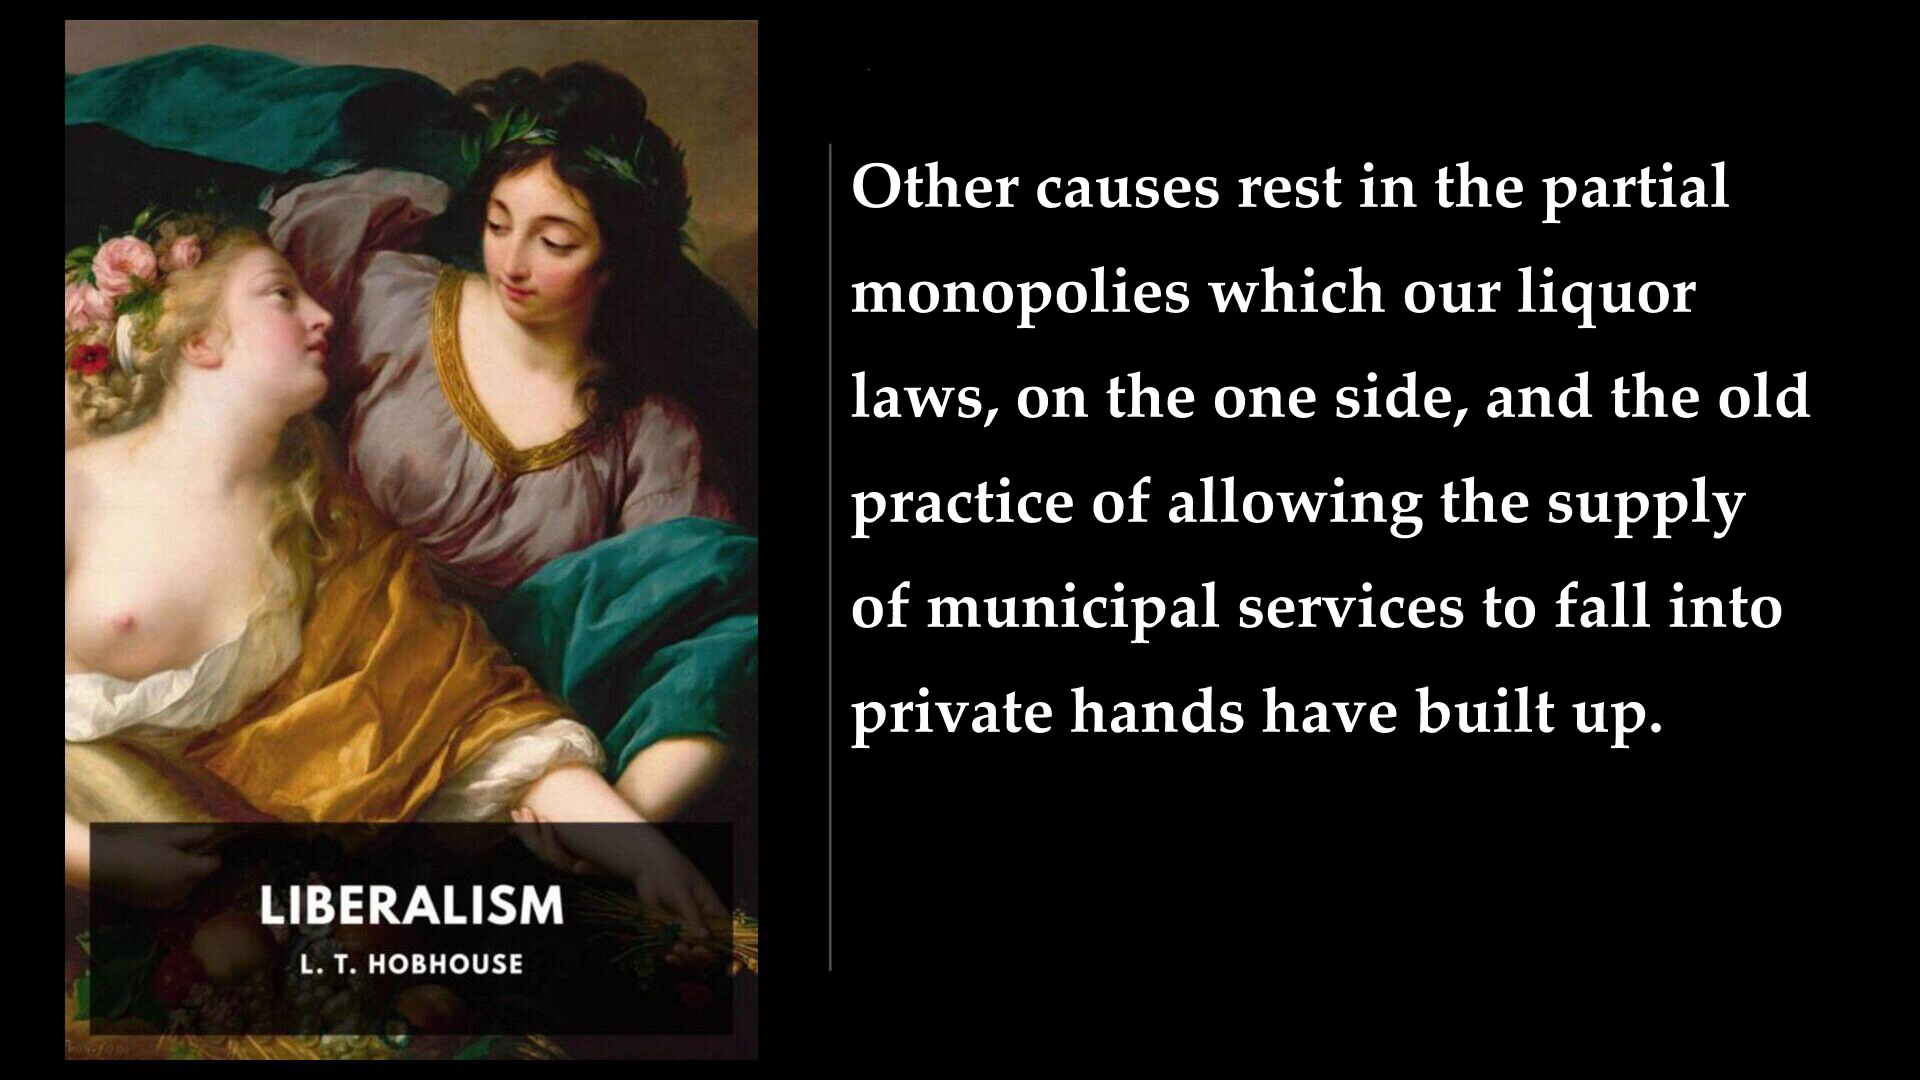 Other causes rest in the partial
monopolies which our liquor
laws, on the one side, and the old
practice of allowing the supply
of municipal services to fall into
private hands have built up.
LIBERALISM
L. T. HOBHOUSE